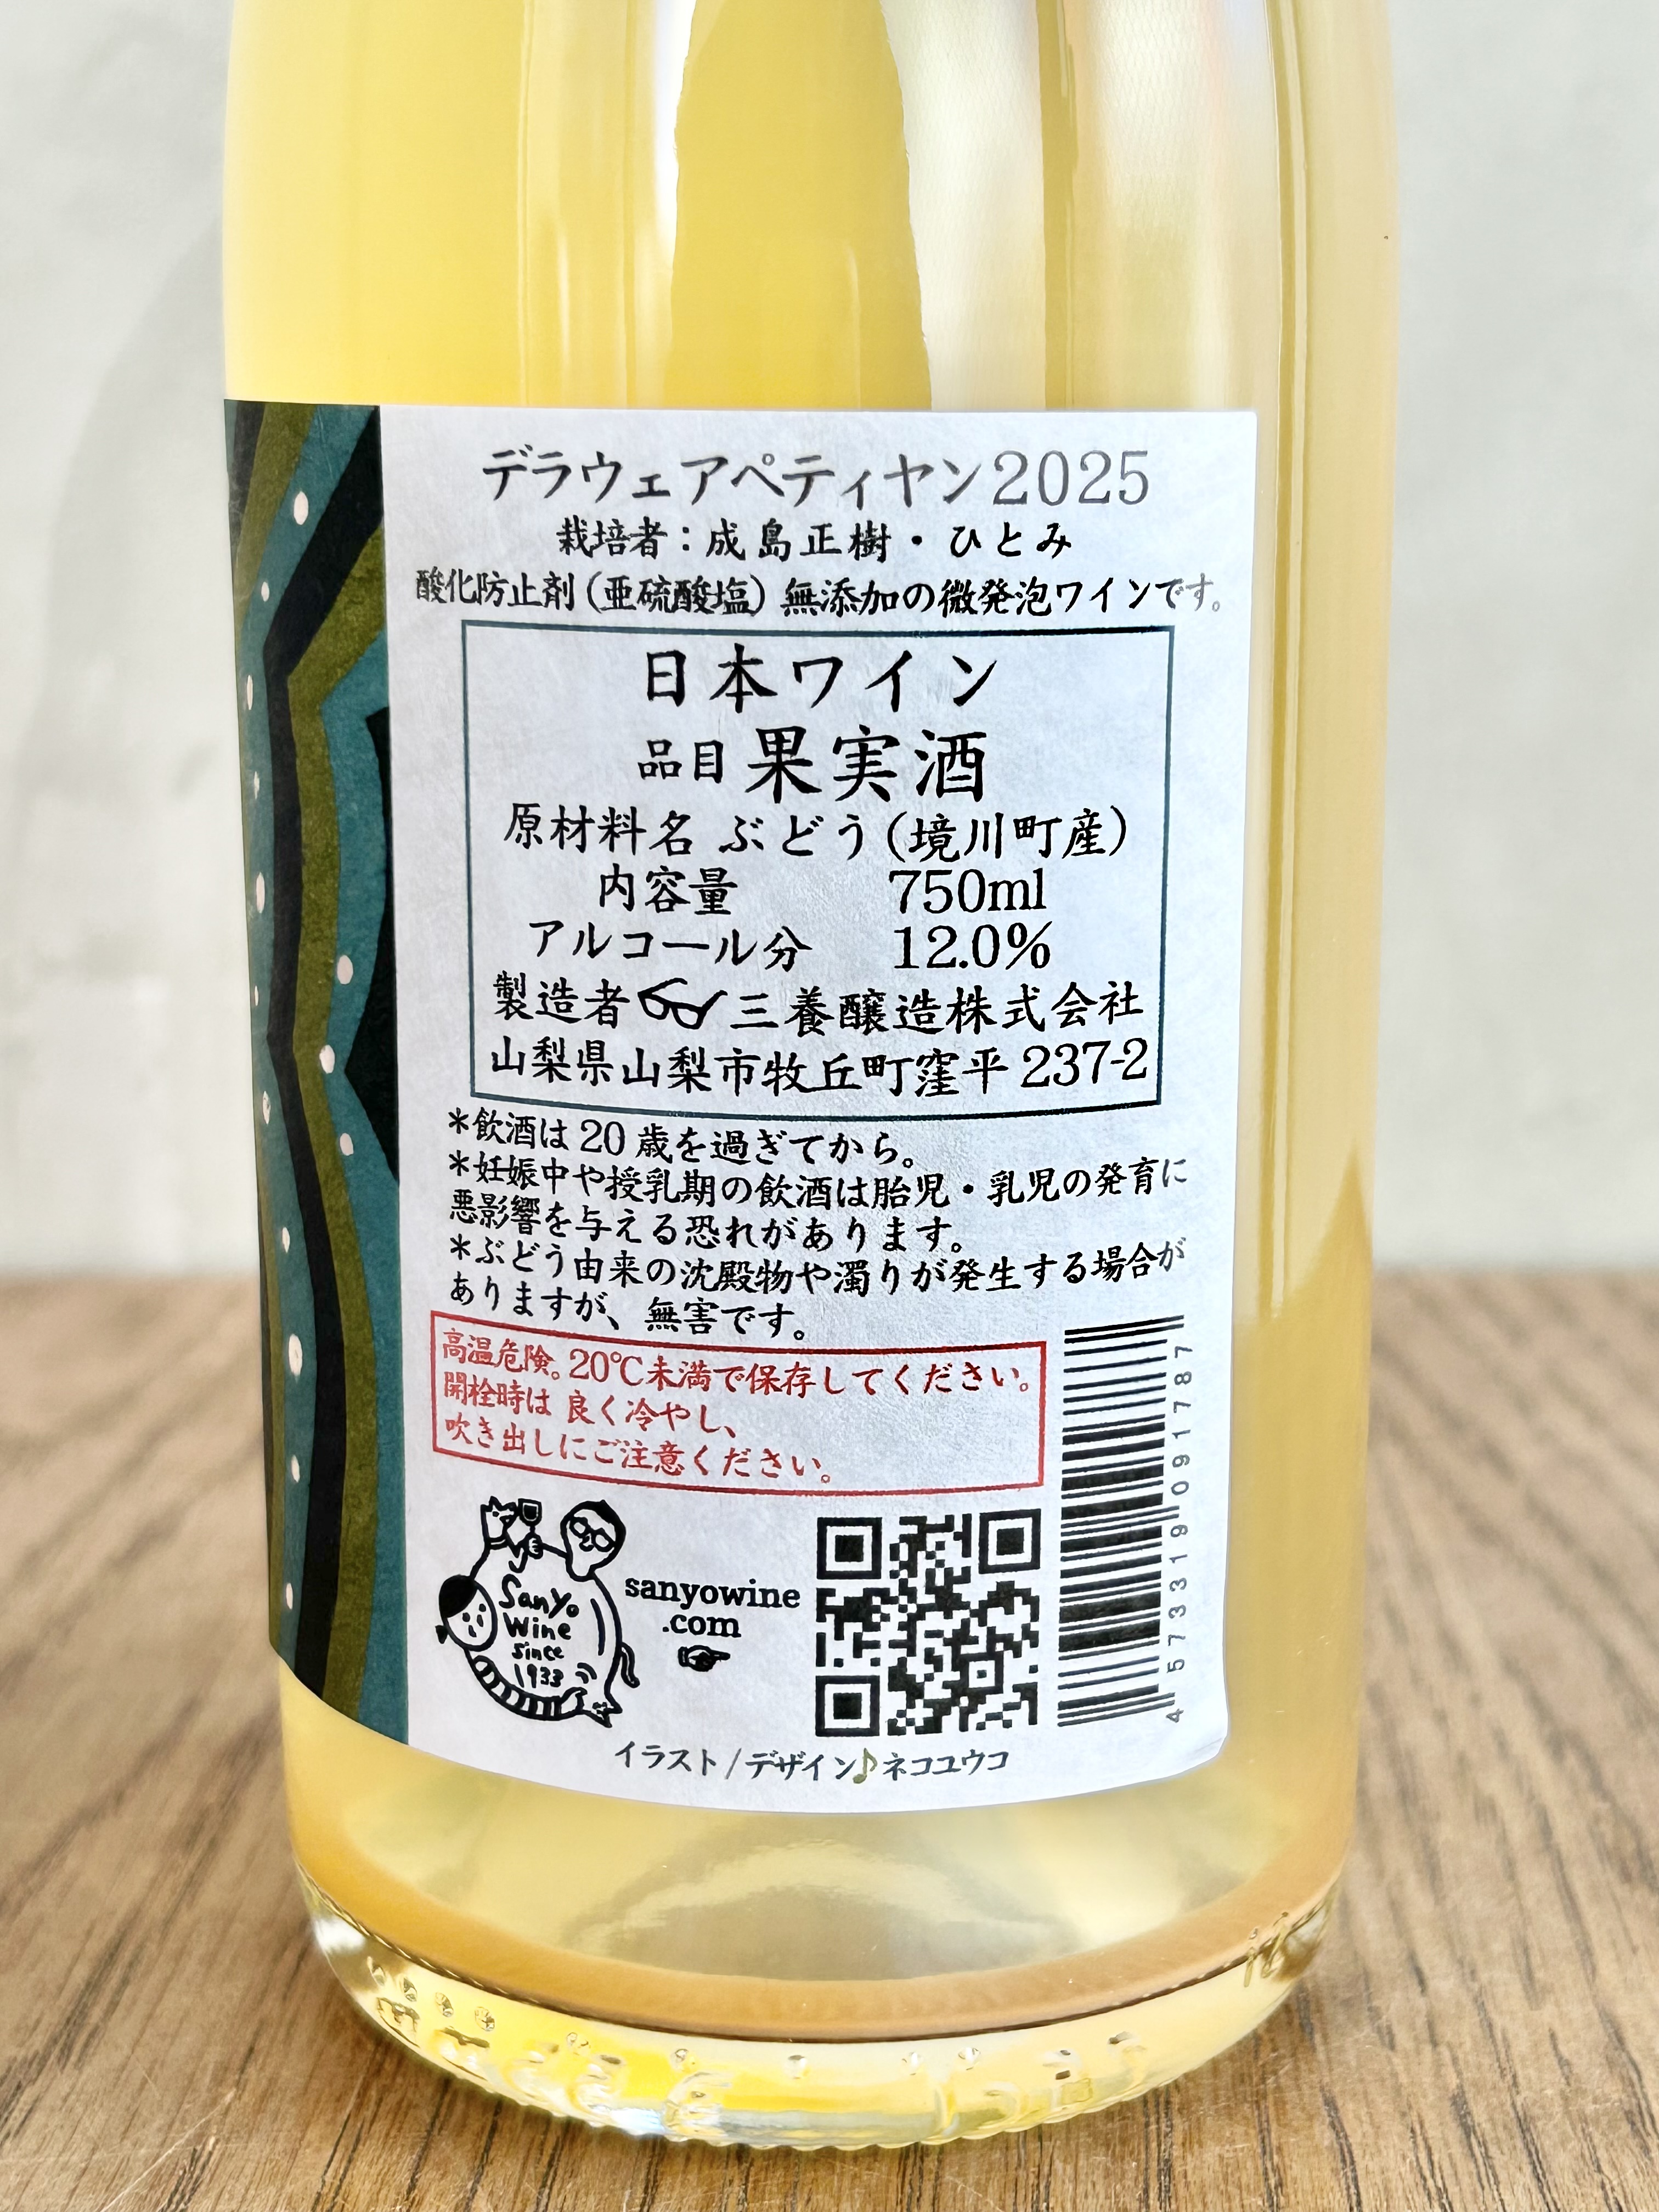 デラウェアペティヤン2025
栽培者：成島正樹・ひとみ
酸化防止剤（亜硫酸塩）無添加の微発泡ワインです。
日本ワイン
品目 果実酒
原材料名 ぶどう（境川町産）
内容量 750ml
アルコール分 12.0%
製造者 三養醸造株式会社
山梨県山梨市牧丘町窪平 237-2
＊飲酒は 20 歳を過ぎてから。
＊妊娠中や授乳期の飲酒は胎児・乳児の発育に
悪影響を与える恐れがあります。
＊ぶどう由来の沈殿物や濁りが発生する場合が
ありますが、無害です。
高温危険。20℃未満で保存してください。
開栓時は 良く冷やし、
吹き出しにご注意ください。
4573319091787
Sanyo
Wine
since
1933
sanyowine
.com
イラスト/デザイン♪ネコユウコ